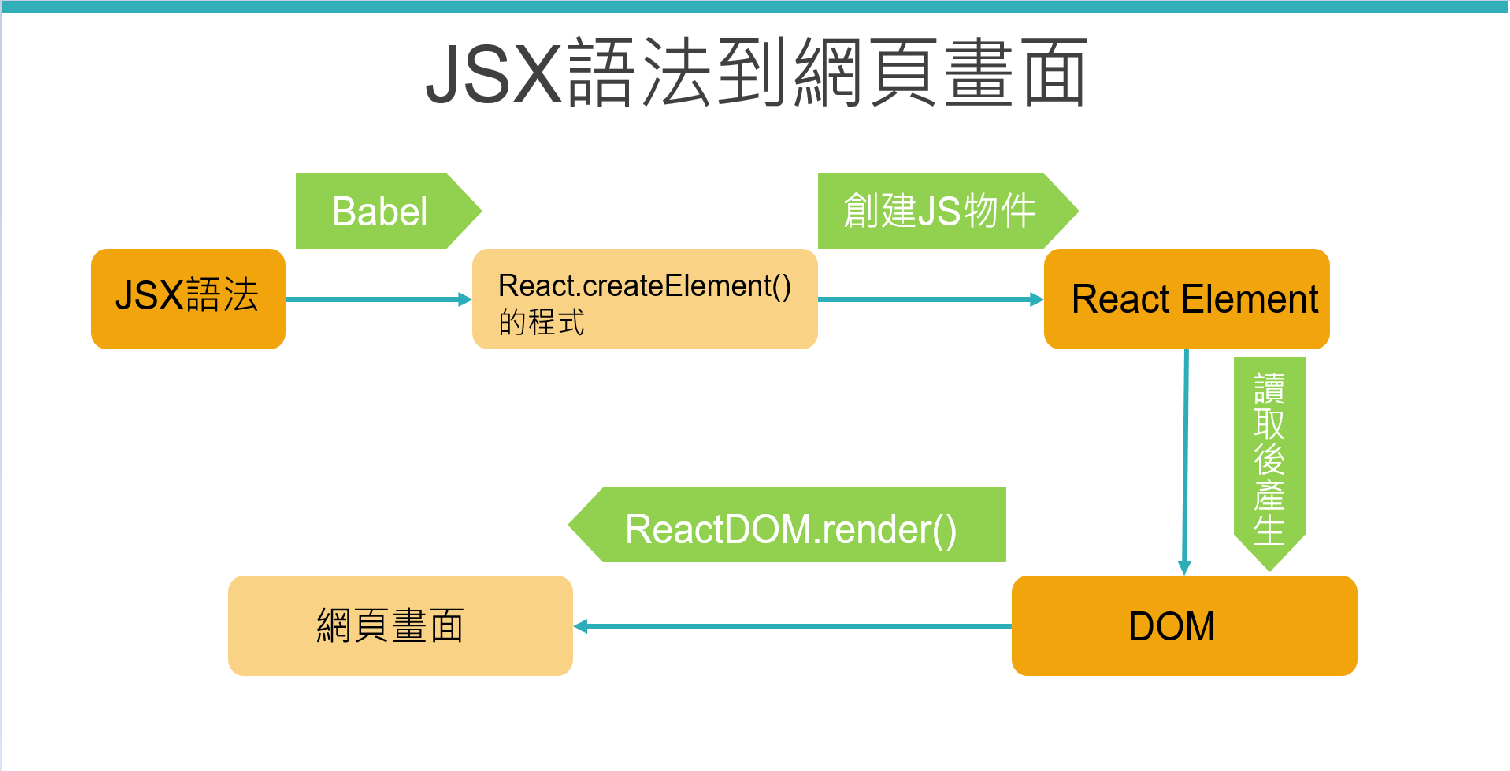 JSX語法到網頁畫面
Babel
創建JS物件
JSX語法
React.createElement()
的程式
React Element
讀取後產生
ReactDOM.render()
網頁畫面
DOM